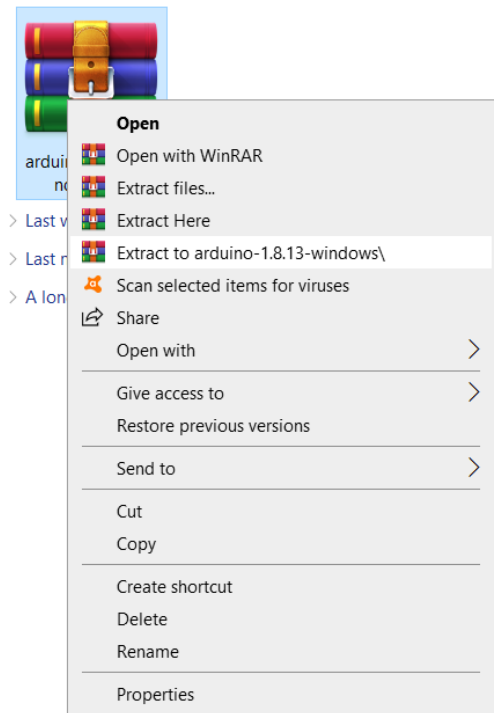 Open
Open with WinRAR
Extract files...
Extract Here
Extract to arduino-1.8.13-windows\
Scan selected items for viruses
Share
Open with
Give access to
Restore previous versions
Send to
Cut
Copy
Create shortcut
Delete
Rename
Properties
Last
A